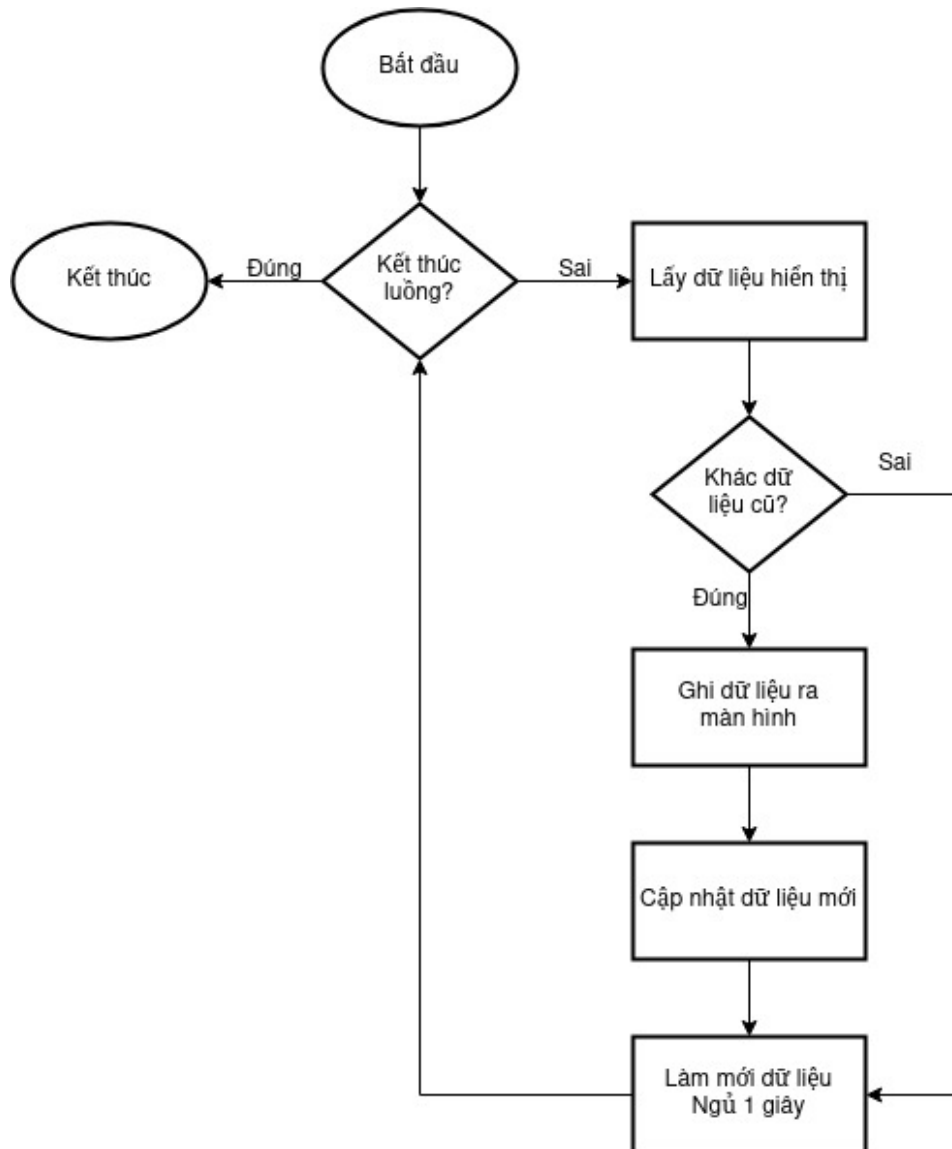 Bắt đầu
Kết thúc
Đúng
Kết thúc
luồng?
Sai
Lấy dữ liệu hiển thị
Khác dữ
liệu cũ?
Sai
Đúng
Ghi dữ liệu ra
màn hình
Cập nhật dữ liệu mới
Làm mới dữ liệu
Ngủ 1 giây